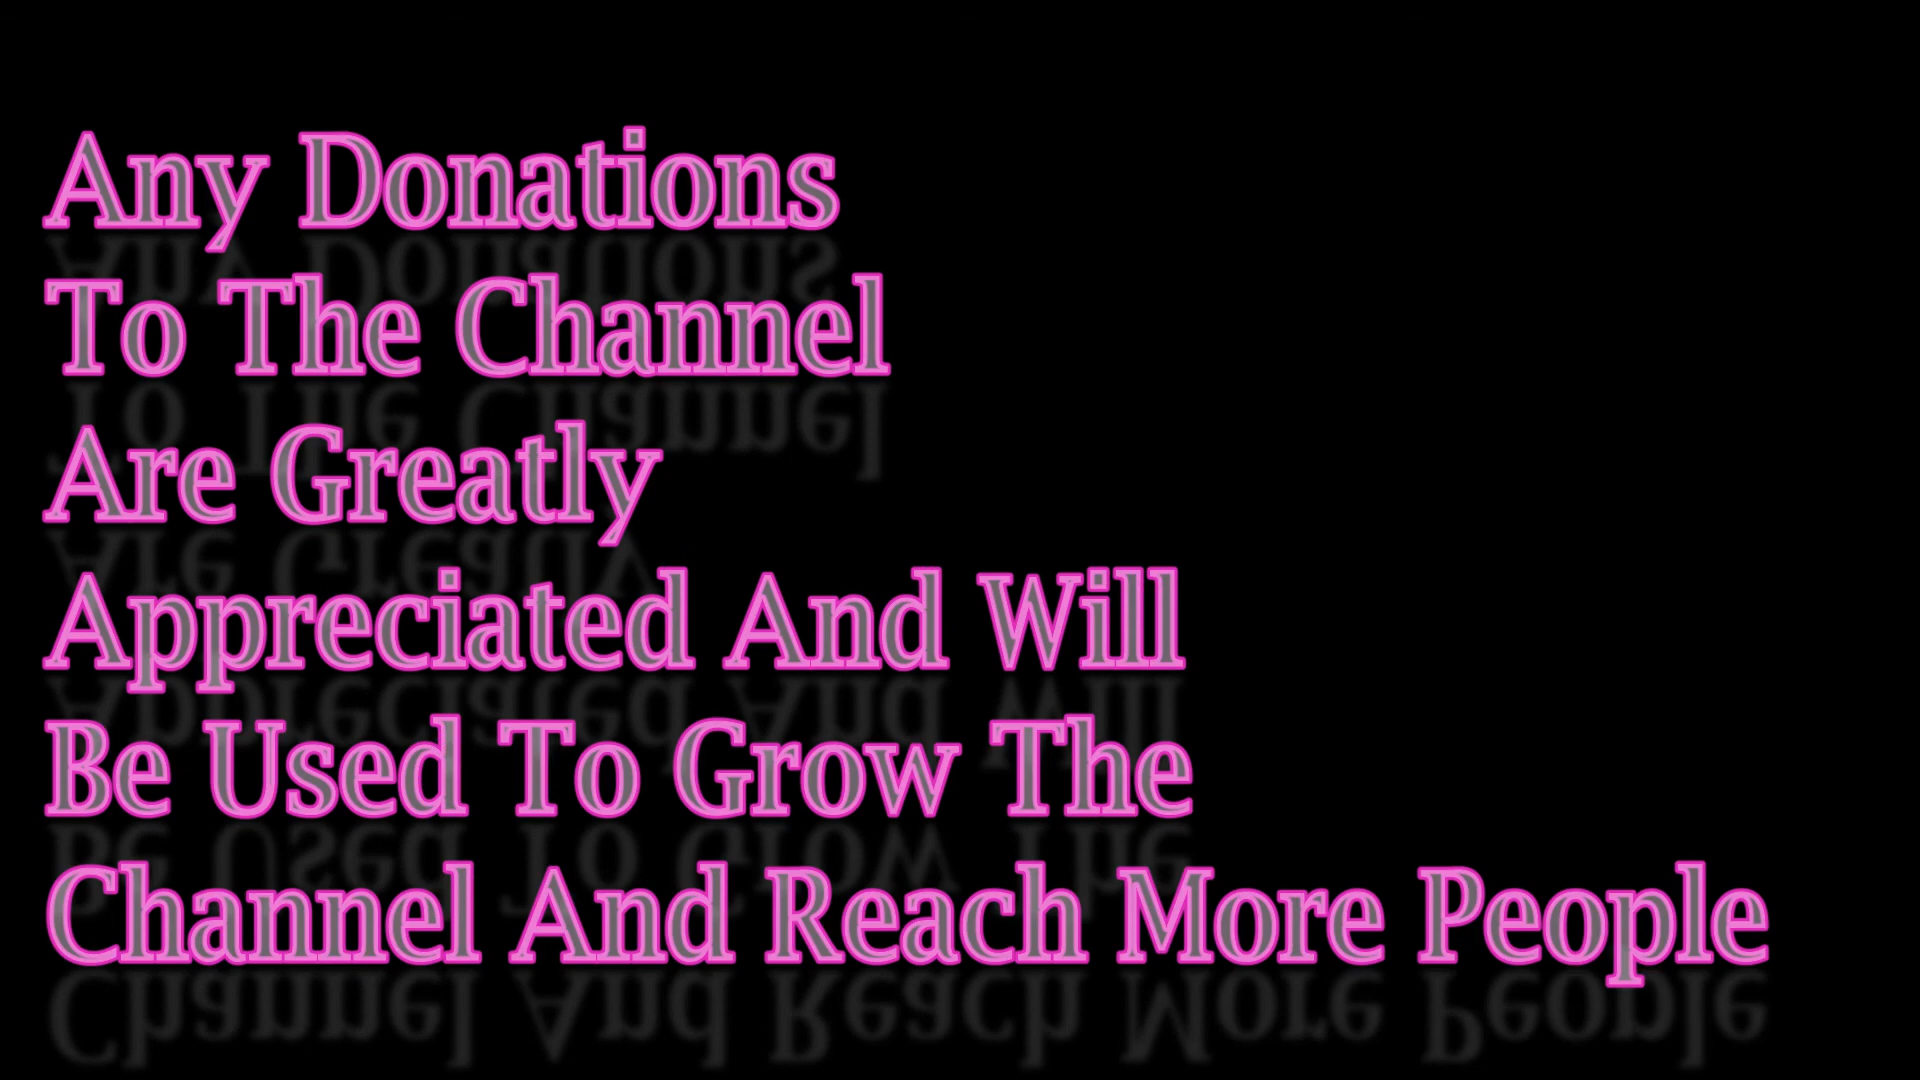 Any Donations
To The Channel
Are Greatly
Appreciated And Will
Be Used To Grow The
Channel And Reach More People